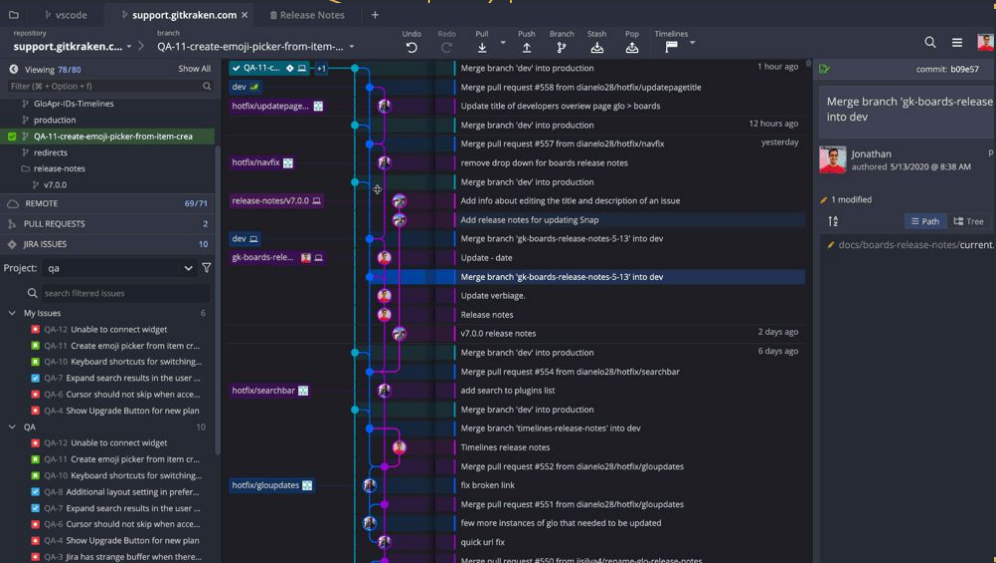 vscode
support.gitkraken.com
Release Notes
repository
support.gitkraken.c...
branch
QA-11-create-emoji-picker-from-item-...
Undo
Redo
Pull
Push
Branch
Stash
Pop
Timelines
Viewing 78/80
Show All
Filter (⌘ + Option + f)
GloApr-IDs-Timelines
production
QA-11-create-emoji-picker-from-item-crea
redirects
release-notes
v7.0.0
REMOTE 69/71
PULL REQUESTS 2
JIRA ISSUES 10
Project: qa
search filtered issues
My Issues 6
QA-12 Unable to connect widget
QA-11 Create emoji picker from item cr...
QA-10 Keyboard shortcuts for switching...
QA-7 Expand search results in the user ...
QA-6 Cursor should not skip when acce...
QA-4 Show Upgrade Button for new plan
QA 10
QA-12 Unable to connect widget
QA-11 Create emoji picker from item cr...
QA-10 Keyboard shortcuts for switching...
QA-8 Additional layout setting in prefer...
QA-7 Expand search results in the user ...
QA-6 Cursor should not skip when acce...
QA-4 Show Upgrade Button for new plan
QA-3 Jira has strange buffer when there...
QA-11-c... +1 Merge branch 'dev' into production 1 hour ago
dev Merge pull request #558 from dianelo28/hotfix/updatepagetitle
hotfix/updatepage... Update title of developers overiew page glo > boards
Merge branch 'dev' into production 12 hours ago
Merge pull request #557 from dianelo28/hotfix/navfix yesterday
hotfix/navfix remove drop down for boards release notes
Merge branch 'dev' into production
release-notes/v7.0.0 Add info about editing the title and description of an issue
Add release notes for updating Snap
dev Merge branch 'gk-boards-release-notes-5-13' into dev
gk-boards-rele... Update - date
Merge branch 'gk-boards-release-notes-5-13' into dev
Update verbiage.
Release notes
v7.0.0 release notes 2 days ago
Merge branch 'dev' into production 6 days ago
Merge pull request #554 from dianelo28/hotfix/searchbar
hotfix/searchbar add search to plugins list
Merge branch 'dev' into production
Merge branch 'timelines-release-notes' into dev
Timelines release notes
Merge pull request #552 from dianelo28/hotfix/gloupdates
hotfix/gloupdates fix broken link
Merge pull request #551 from dianelo28/hotfix/gloupdates
few more instances of glo that needed to be updated
quick url fix
Merge pull request #550 from jisilva4/rename-glo-release-notes
commit: b09e57
Merge branch 'gk-boards-release
into dev
Jonathan
authored 5/13/2020 @ 8:38 AM
p
1 modified
Path
Tree
docs/boards-release-notes/current.